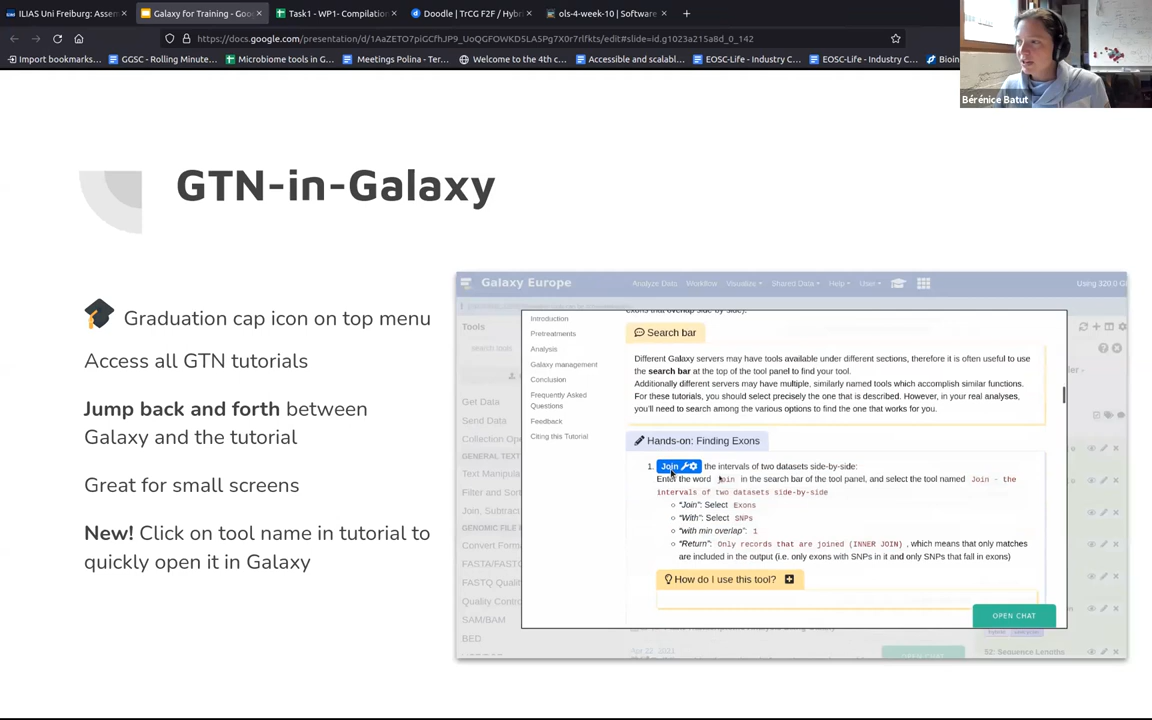 ILIAS Uni Freiburg: Assem
Galaxy for Training - Goo
Task1 - WP1- Compilation
Doodle | TrCG F2F / Hybri
ols-4-week-10 | Software
https://docs.google.com/presentation/d/1AaZETO7piGCfhJP9_UoQGFOWKD5LA5Pg7X0r7rlfkts/edit#slide=id.g1023a215a8d_0_142
Import bookmarks...
GGSC - Rolling Minute...
Microbiome tools in G...
Meetings Polina - Ter...
Welcome to the 4th c...
Accessible and scalabl...
EOSC-Life - Industry C...
EOSC-Life - Industry C...
Bérénice Batut
GTN-in-Galaxy
Graduation cap icon on top menu
Access all GTN tutorials
Jump back and forth between
Galaxy and the tutorial
Great for small screens
New! Click on tool name in tutorial to
quickly open it in Galaxy
Galaxy Europe
Analyze Data Workflow Visualize Shared Data Help User
Using 320.0
Tools
search tools
Get Data
Send Data
Collection
GENERAL TEXT
Text Manipul
Filter and Sort
Join, Subtract
GENOMIC FILE
Convert Form
FASTA/FAST
FASTQ Quality
Quality Contro
SAM/BAM
BED
Introduction
Pretreatments
Analysis
Galaxy management
Conclusion
Frequently Asked
Questions
Feedback
Citing this Tutorial
Search bar
Different Galaxy servers may have tools available under different sections, therefore it is often useful to use
the search bar at the top of the tool panel to find your tool.
Additionally different servers may have multiple, similarly named tools which accomplish similar functions.
For these tutorials, you should select precisely the one that is described. However, in your real analyses,
you'll need to search among the various options to find the one that works for you.
Hands-on: Finding Exons
1. Join the intervals of two datasets side-by-side:
Enter the word join in the search bar of the tool panel, and select the tool named Join - the
intervals of two datasets side-by-side
"Join": Select Exons
"With": Select SNPs
"with min overlap": 1
"Return": Only records that are joined (INNER JOIN) , which means that only matches
are included in the output (i.e. only exons with SNPs in it and only SNPs that fall in exons)
How do I use this tool?
OPEN CHAT
Apr 22, 2021
52: Sequence Lengths